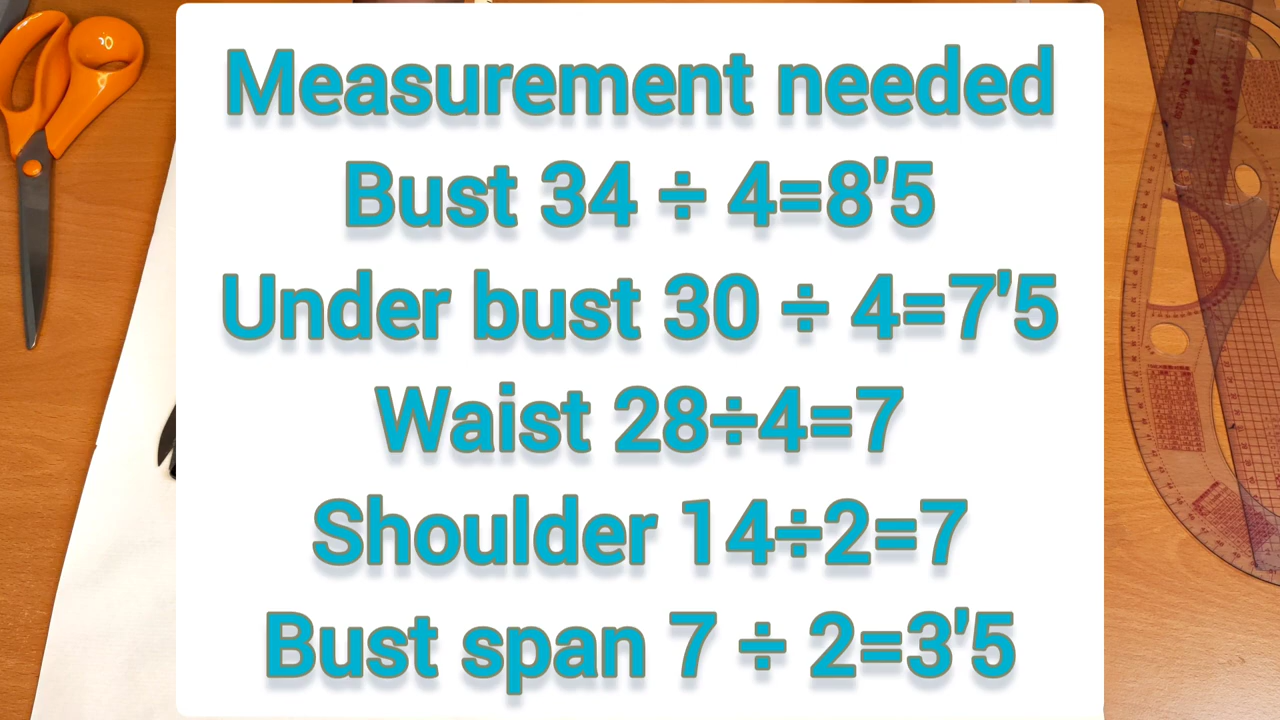 Measurement needed
Bust 34 ÷ 4=8'5
Under bust 30 ÷ 4=7'5
Waist 28÷4=7
Shoulder 14÷2=7
Bust span 7 ÷ 2=3'5